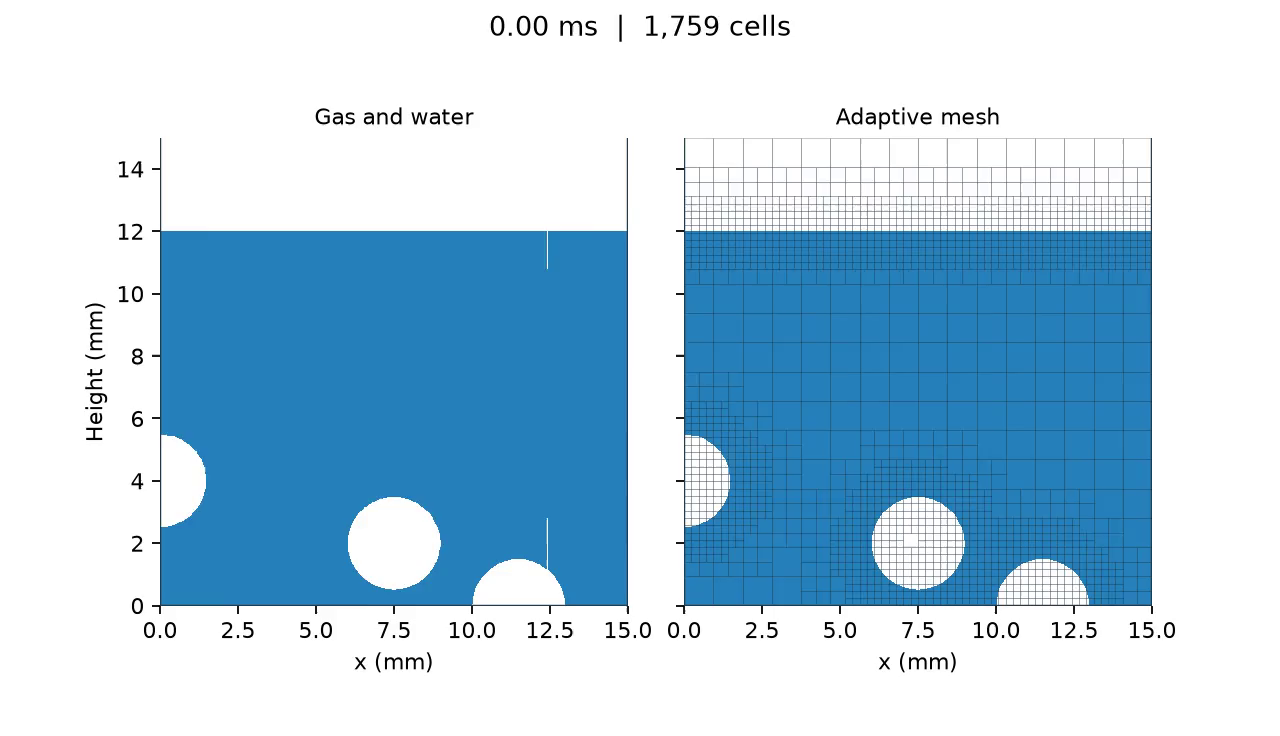 0.00 ms | 1,759 cells
Gas and water
Adaptive mesh
14
12
10
8
6
4
2
0
Height (mm)
0.0 2.5 5.0 7.5 10.0 12.5 15.0
0.0 2.5 5.0 7.5 10.0 12.5 15.0
x (mm)
x (mm)